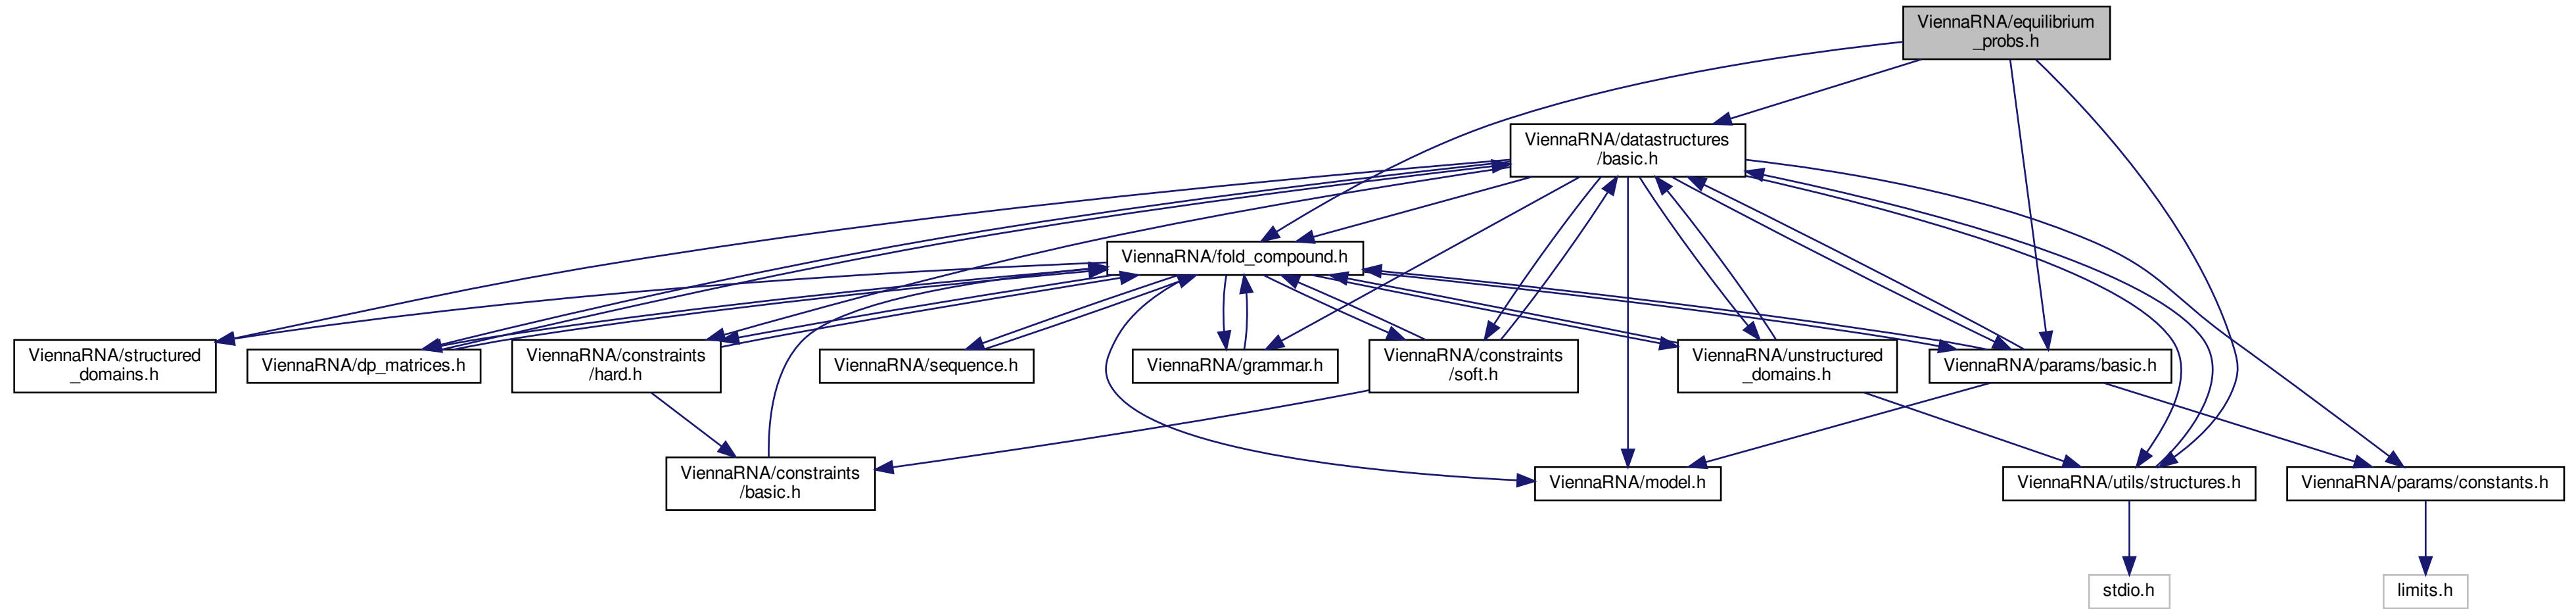 ViennaRNA/equilibrium
_probs.h
ViennaRNA/datastructures
/basic.h
ViennaRNA/fold_compound.h
ViennaRNA/structured
_domains.h
ViennaRNA/dp_matrices.h
ViennaRNA/constraints
/hard.h
ViennaRNA/sequence.h
ViennaRNA/grammar.h
ViennaRNA/constraints
/soft.h
ViennaRNA/unstructured
_domains.h
ViennaRNA/params/basic.h
ViennaRNA/constraints
/basic.h
ViennaRNA/model.h
ViennaRNA/utils/structures.h
ViennaRNA/params/constants.h
stdio.h
limits.h